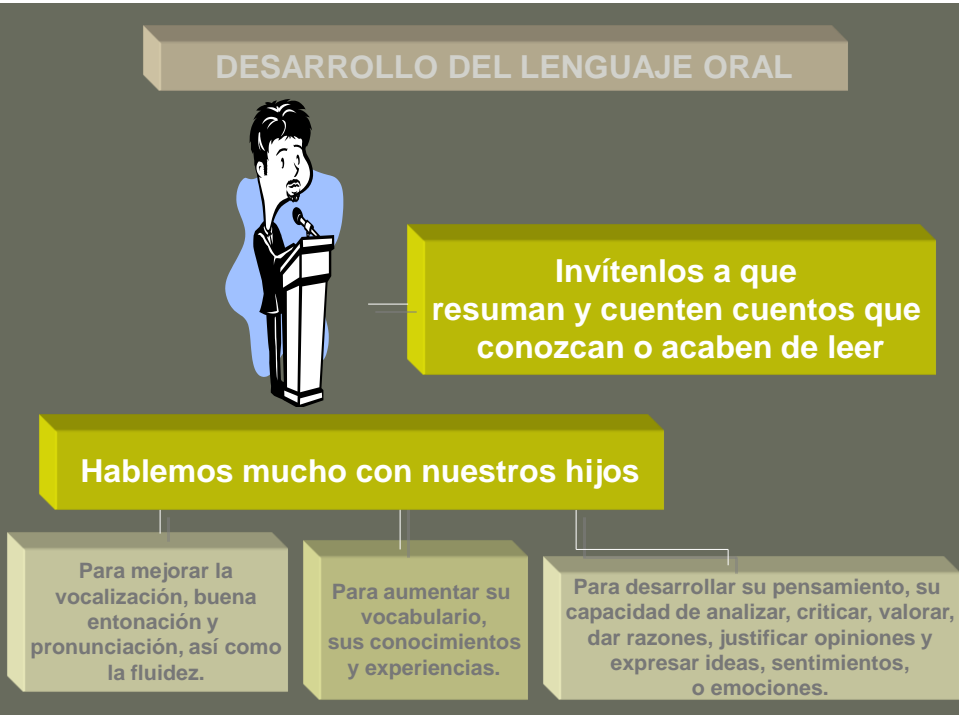 DESARROLLO DEL LENGUAJE ORAL
Invítenlos a que
resuman y cuenten cuentos que
conozcan o acaben de leer
Hablemos mucho con nuestros hijos
Para mejorar la
vocalización, buena
entonación y
pronunciación, así como
la fluidez.
Para aumentar su
vocabulario,
sus conocimientos
y experiencias.
Para desarrollar su pensamiento, su
capacidad de analizar, criticar, valorar,
dar razones, justificar opiniones y
expresar ideas, sentimientos,
o emociones.